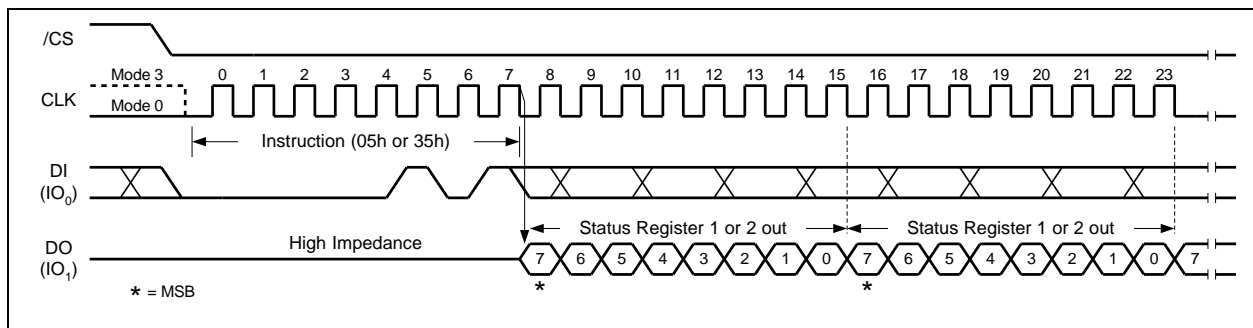 /CS
Mode 3
0 1 2 3 4 5 6 7 8 9 10 11 12 13 14 15 16 17 18 19 20 21 22 23
CLK
Mode 0
Instruction (05h or 35h)
DI
(IO0)
Status Register 1 or 2 out Status Register 1 or 2 out
High Impedance
DO
(IO1)
7 6 5 4 3 2 1 0 7 6 5 4 3 2 1 0 7
* *
* = MSB